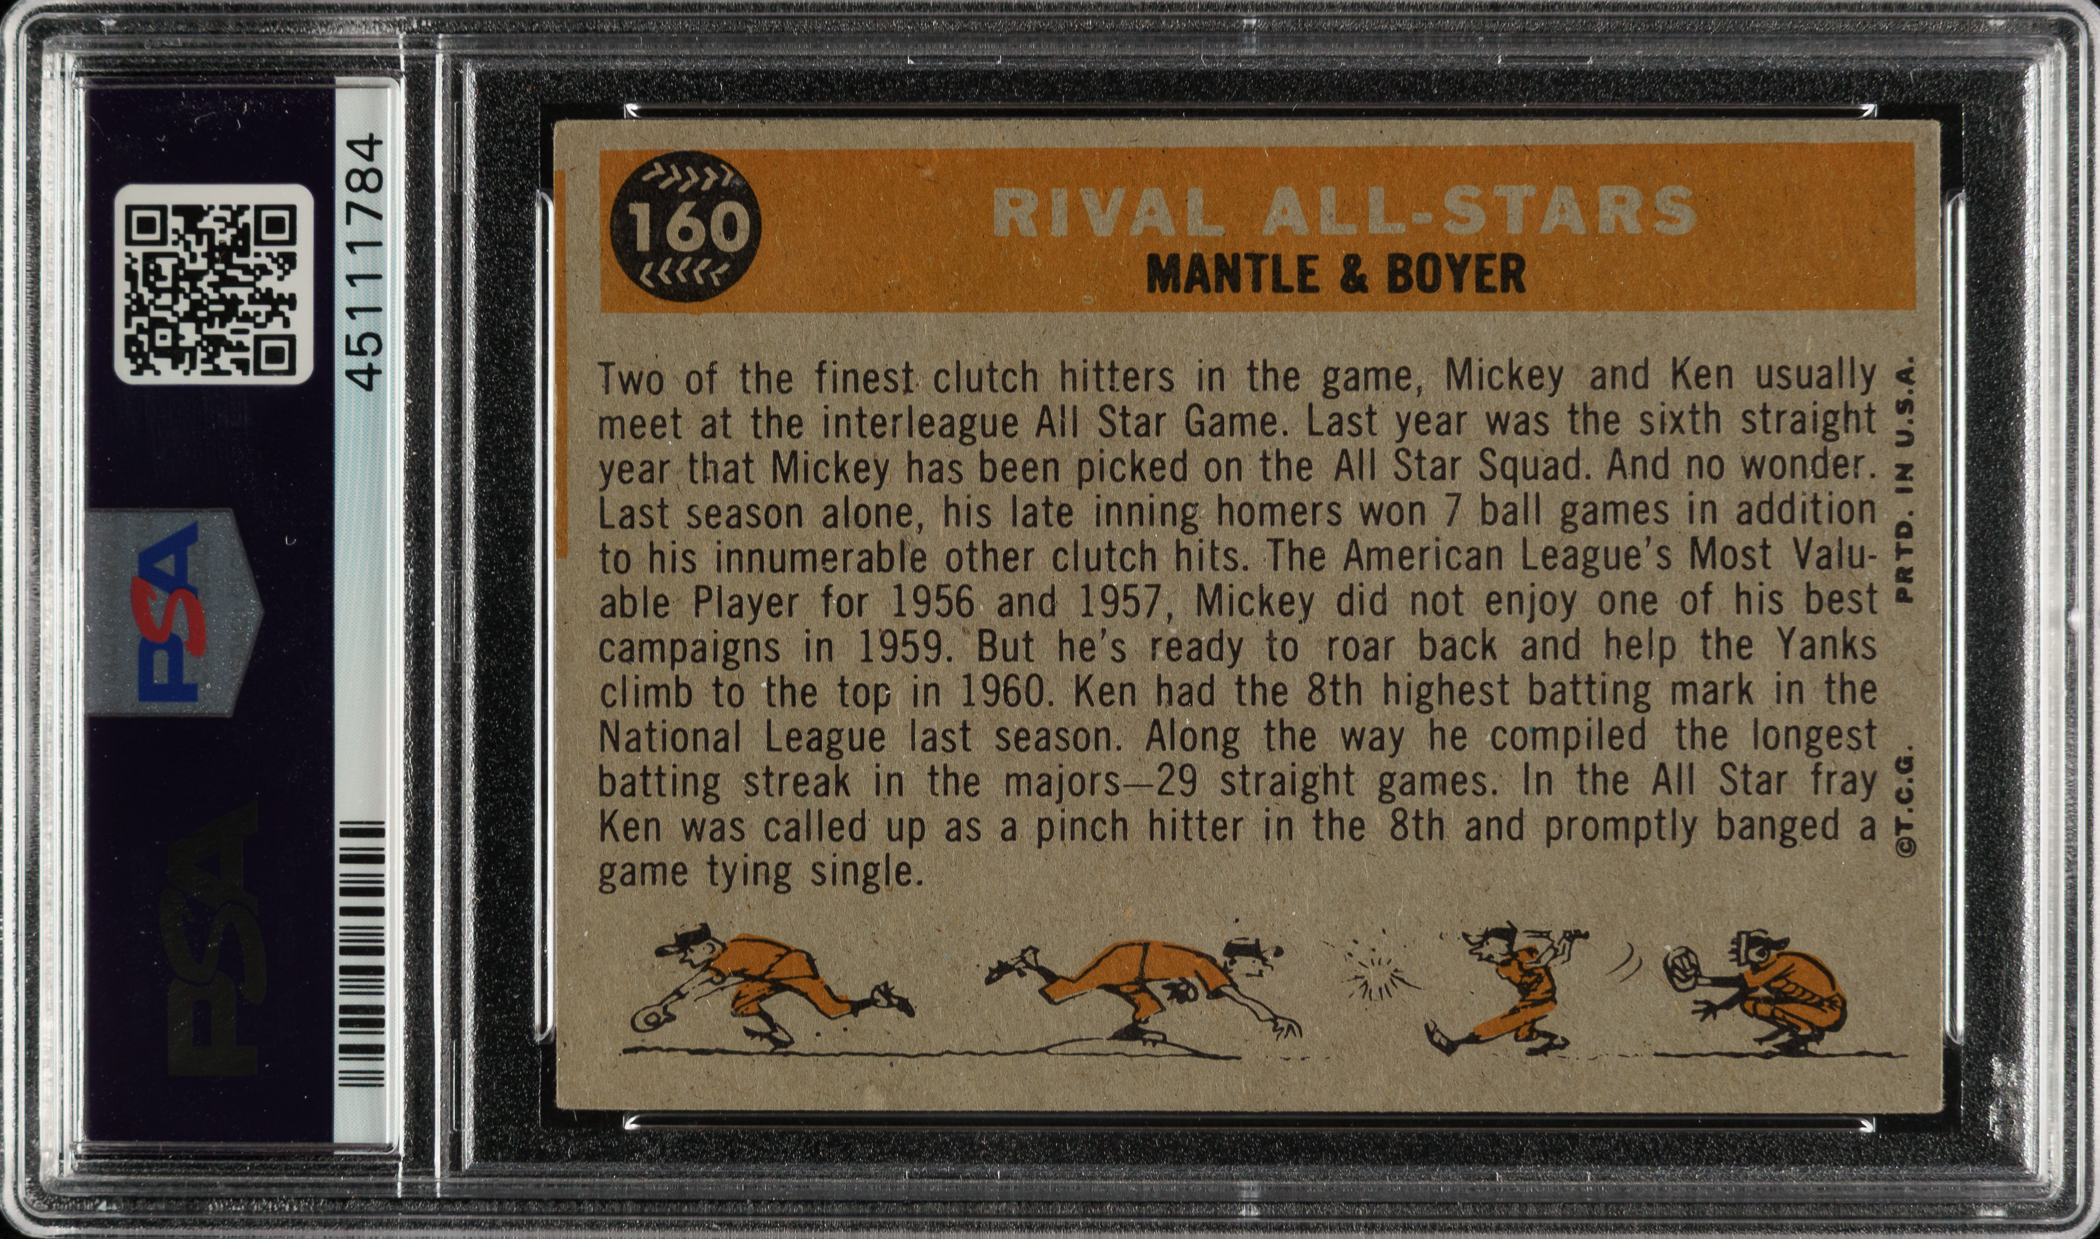 45111784
PSA
PSA
160
RIVAL ALL-STARS
MANTLE & BOYER
Two of the finest clutch hitters in the game, Mickey and Ken usually
meet at the interleague All Star Game. Last year was the sixth straight
year that Mickey has been picked on the All Star Squad. And no wonder.
Last season alone, his late inning homers won 7 ball games in addition
to his innumerable other clutch hits. The American League's Most Valu-
able Player for 1956 and 1957, Mickey did not enjoy one of his best
campaigns in 1959. But he's ready to roar back and help the Yanks
climb to the top in 1960. Ken had the 8th highest batting mark in the
National League last season. Along the way he compiled the longest
batting streak in the majors—29 straight games. In the All Star fray
Ken was called up as a pinch hitter in the 8th and promptly banged a
game tying single.
©T.C.G. PRTD. IN U.S.A.